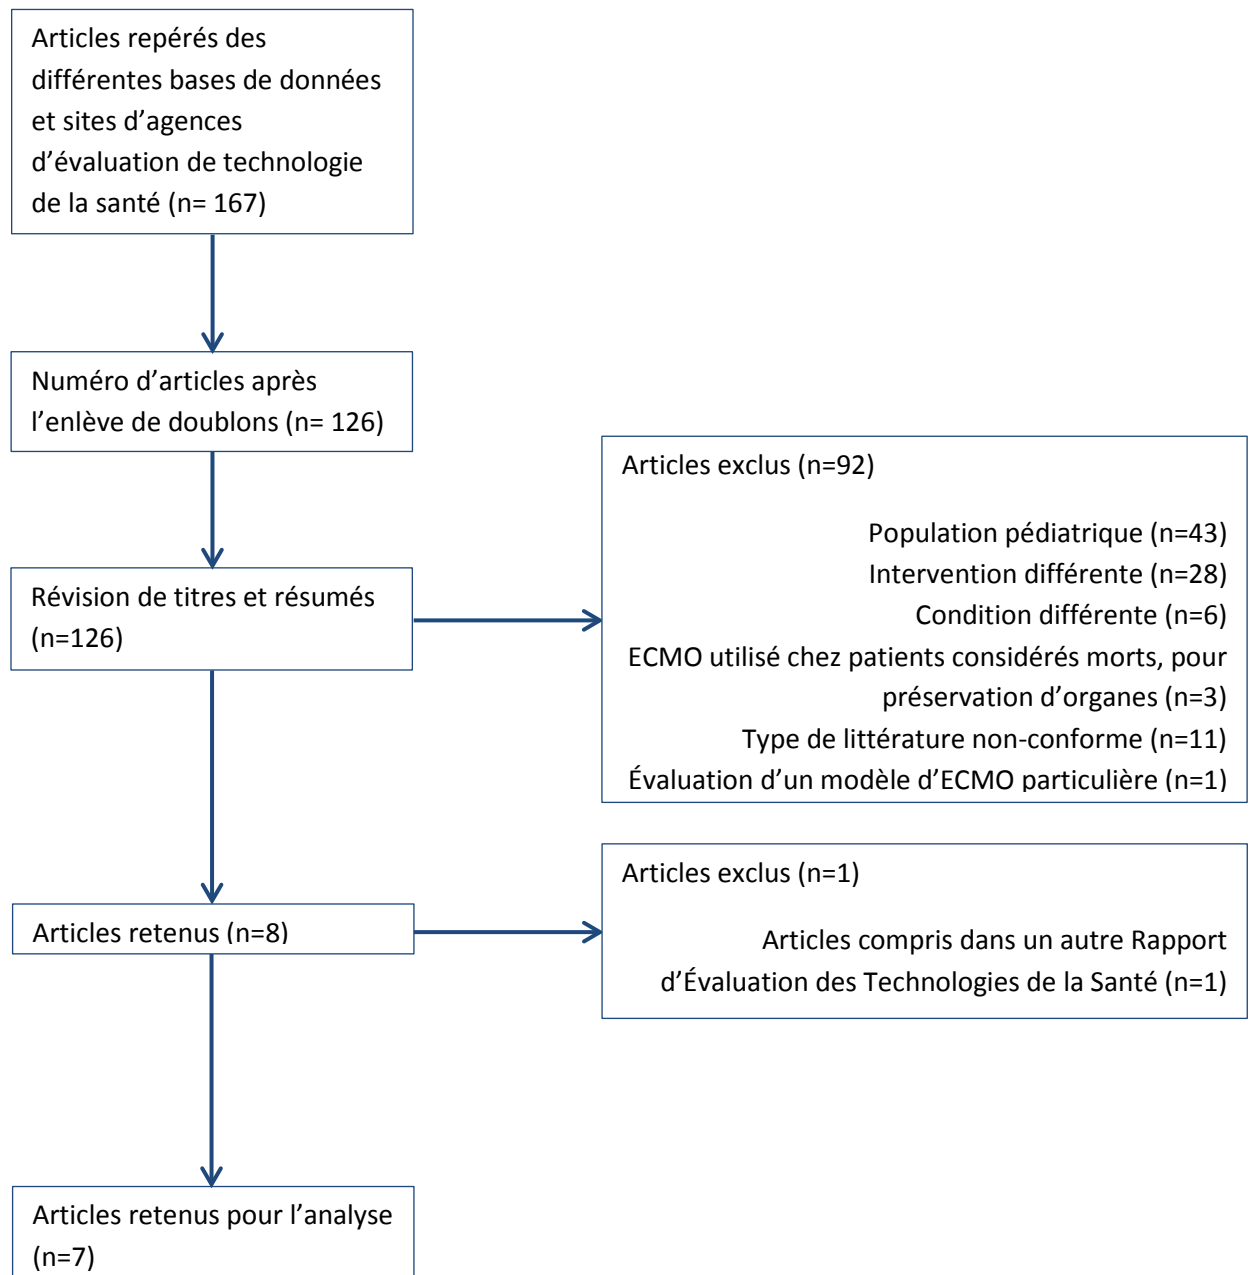 Articles repérés des
différentes bases de données
et sites d’agences
d’évaluation de technologie
de la santé (n= 167)
Numéro d’articles après
l’enlève de doublons (n= 126)
Révision de titres et résumés
(n=126)
Articles exclus (n=92)
Population pédiatrique (n=43)
Intervention différente (n=28)
Condition différente (n=6)
ECMO utilisé chez patients considérés morts, pour
préservation d’organes (n=3)
Type de littérature non-conforme (n=11)
Évaluation d’un modèle d’ECMO particulière (n=1)
Articles retenus (n=8)
Articles exclus (n=1)
Articles compris dans un autre Rapport
d’Évaluation des Technologies de la Santé (n=1)
Articles retenus pour l’analyse
(n=7)